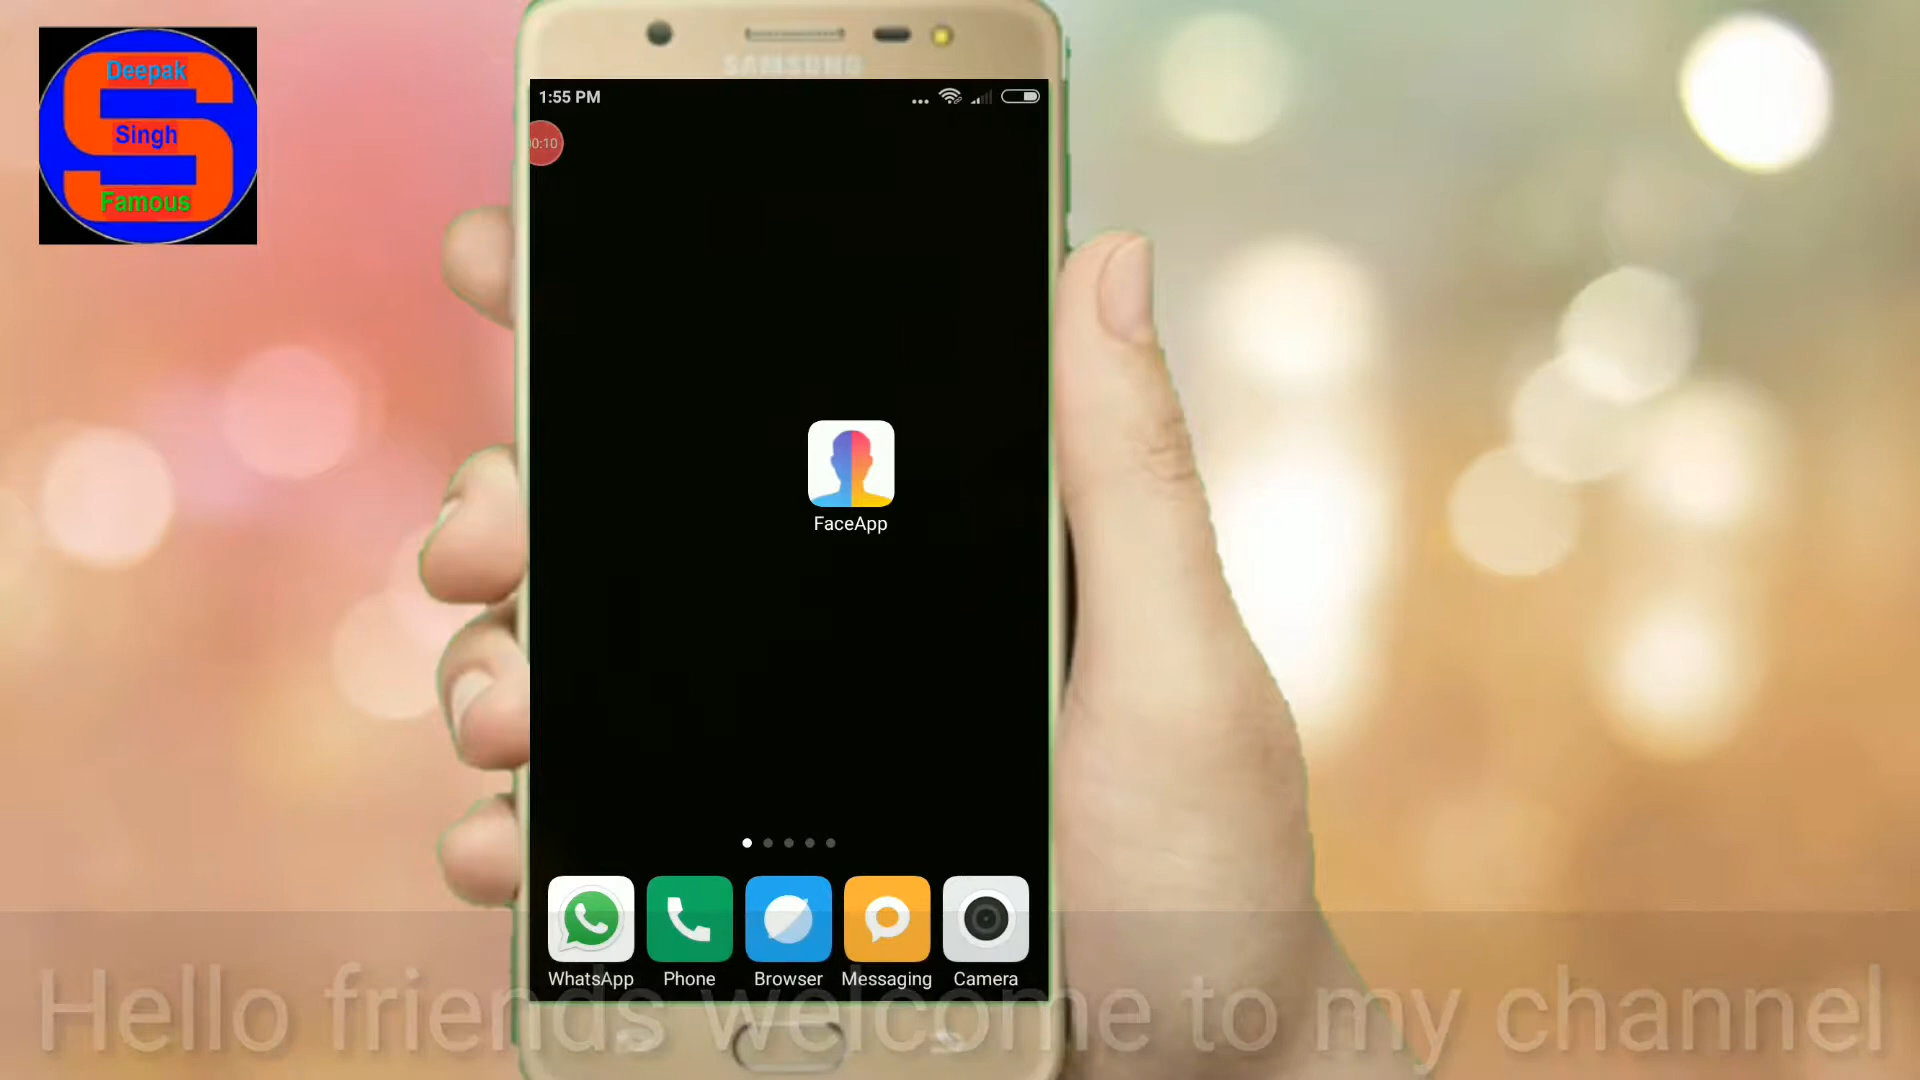 Deepak
Singh
Famous
SAMSUNG
1:55 PM
0:10
FaceApp
WhatsApp Phone Browser Messaging Camera
Hello friends welcome to my channel